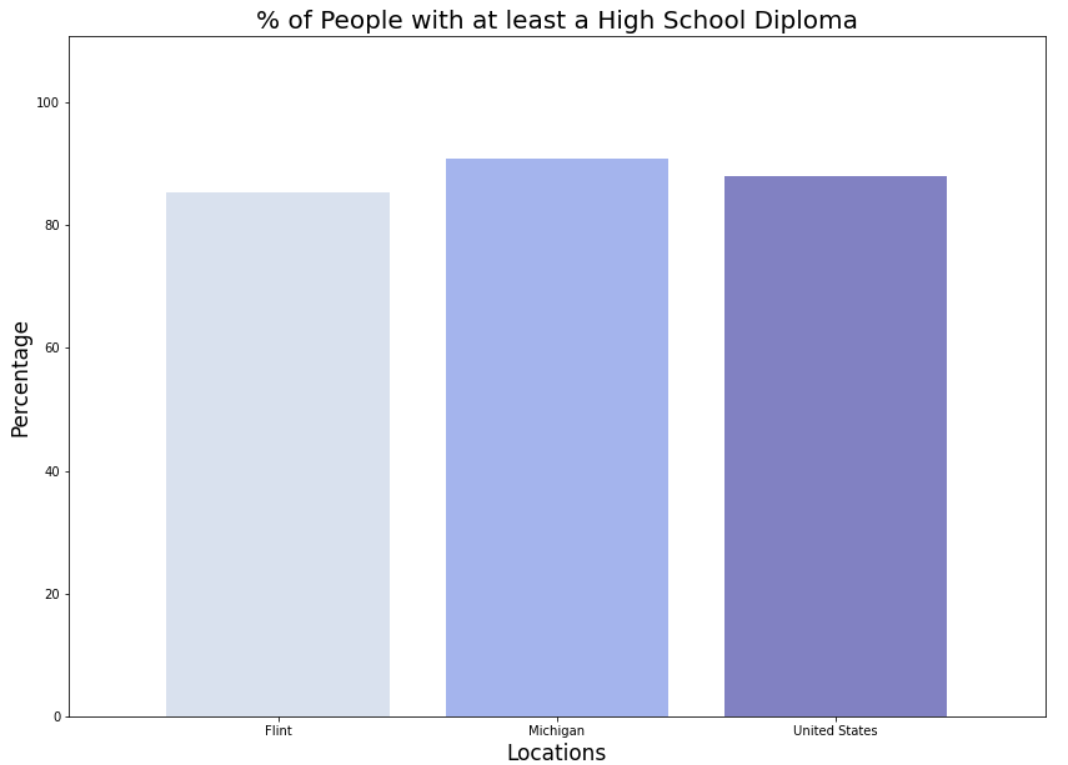 % of People with at least a High School Diploma
Percentage
100
80
60
40
20
0
Flint Michigan United States
Locations